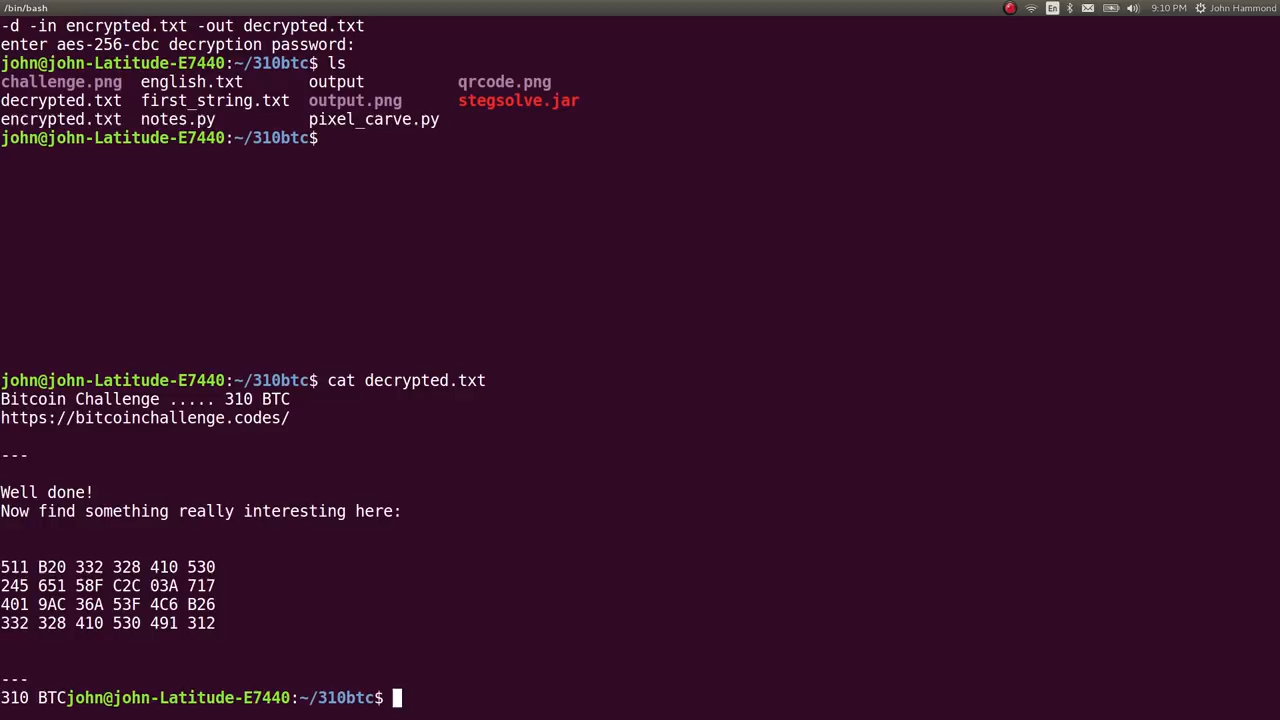 /bin/bash En 9:10 PM John Hammond
-d -in encrypted.txt -out decrypted.txt
enter aes-256-cbc decryption password:
john@john-Latitude-E7440:~/310btc$ ls
challenge.png english.txt output qrcode.png
decrypted.txt first_string.txt output.png stegsolve.jar
encrypted.txt notes.py pixel_carve.py
john@john-Latitude-E7440:~/310btc$
john@john-Latitude-E7440:~/310btc$ cat decrypted.txt
Bitcoin Challenge ..... 310 BTC
https://bitcoinchallenge.codes/
---
Well done!
Now find something really interesting here:
511 B20 332 328 410 530
245 651 58F C2C 03A 717
401 9AC 36A 53F 4C6 B26
332 328 410 530 491 312
---
310 BTCjohn@john-Latitude-E7440:~/310btc$